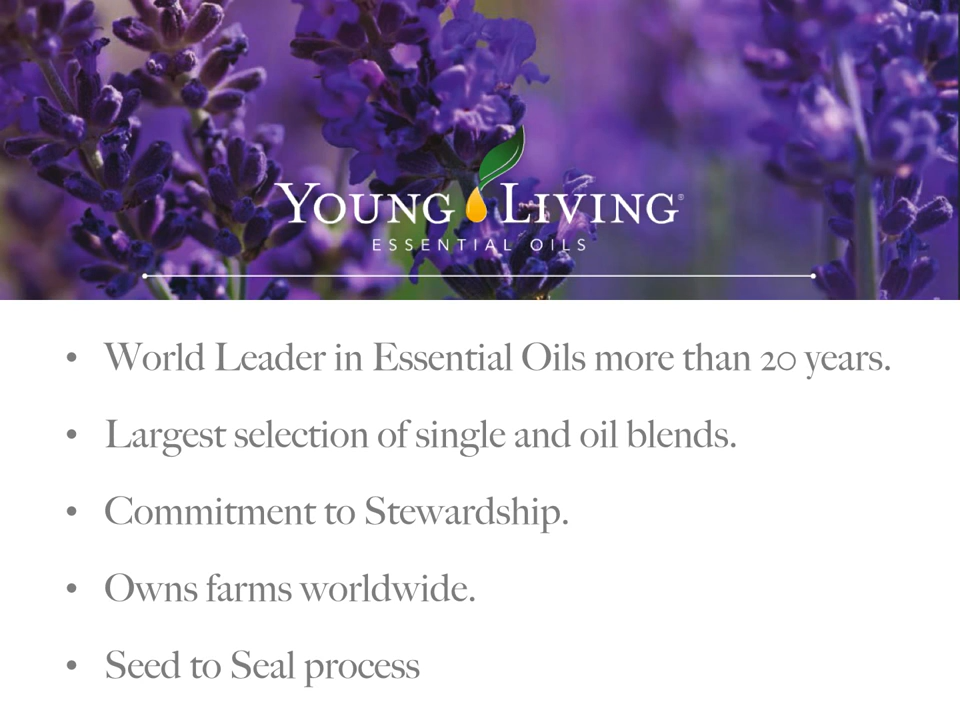 YOUNG LIVING®
ESSENTIAL OILS
• World Leader in Essential Oils more than 20 years.
• Largest selection of single and oil blends.
• Commitment to Stewardship.
• Owns farms worldwide.
• Seed to Seal process